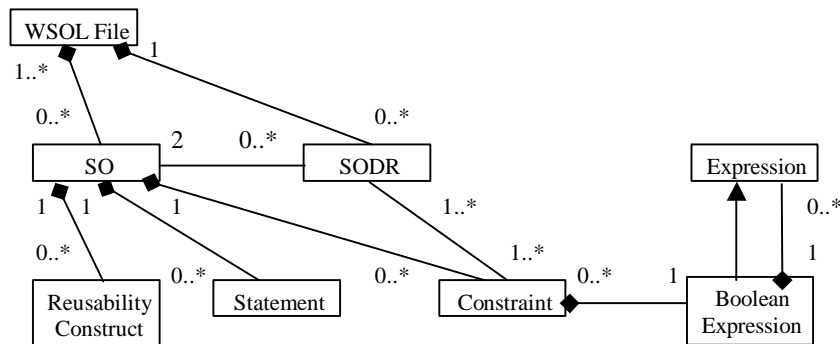 WSOL File
1
1..*
0..*
0..*
2
0..*
SO
SODR
Expression
1
1
1
1..*
0..*
0..*
0..*
0..*
1..*
0..*
1
1
Reusability
Construct
Statement
Constraint
Boolean
Expression